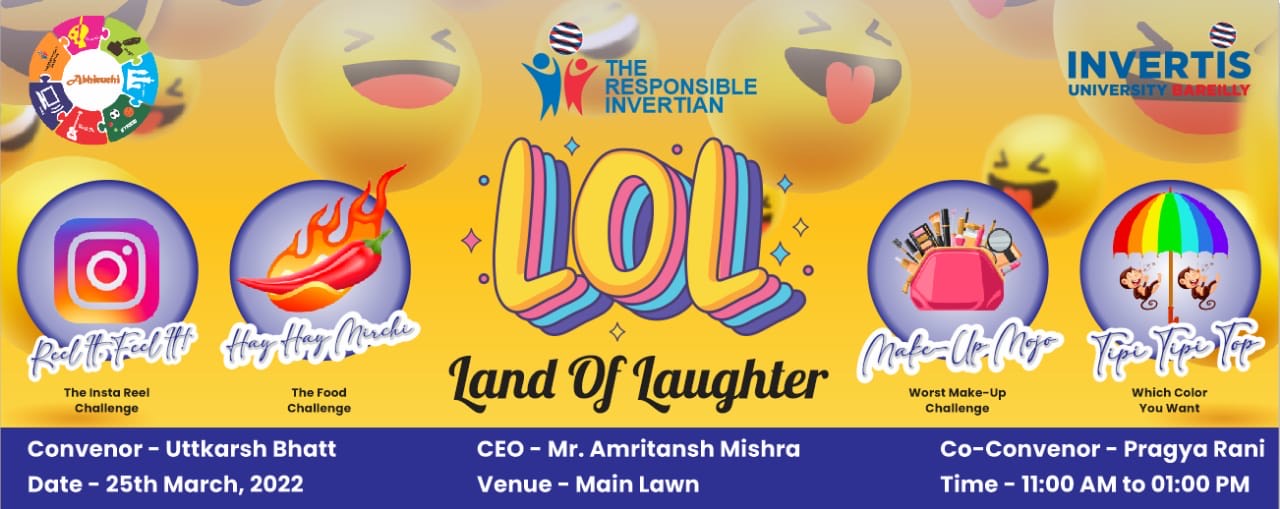 Abhiruchi
THE
RESPONSIBLE
INVERTIAN
INVERTIS
UNIVERSITY BAREILLY
LOL
Land Of Laughter
Reel It, Feel It!
The Insta Reel
Challenge
Hay Hay Mirchi
The Food
Challenge
Make-Up Mojo
Worst Make-Up
Challenge
Tipi Tipi Top
Which Color
You Want
Convenor - Uttkarsh Bhatt
CEO - Mr. Amritansh Mishra
Co-Convenor - Pragya Rani
Date - 25th March, 2022
Venue - Main Lawn
Time - 11:00 AM to 01:00 PM